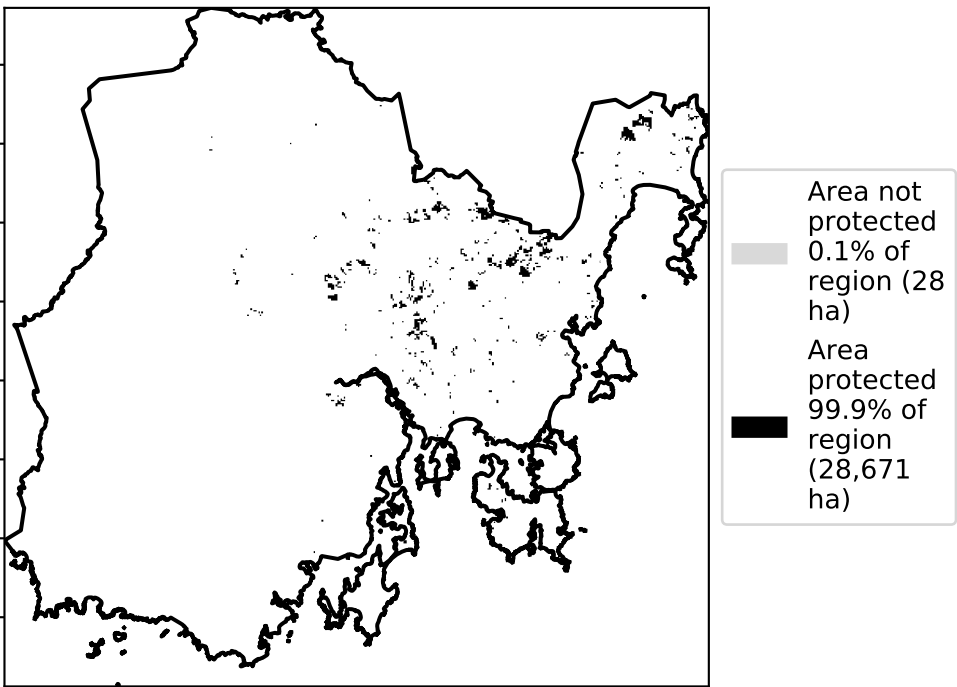 Area not
protected
0.1% of
region (28
ha)
Area
protected
99.9% of
region
(28,671
ha)